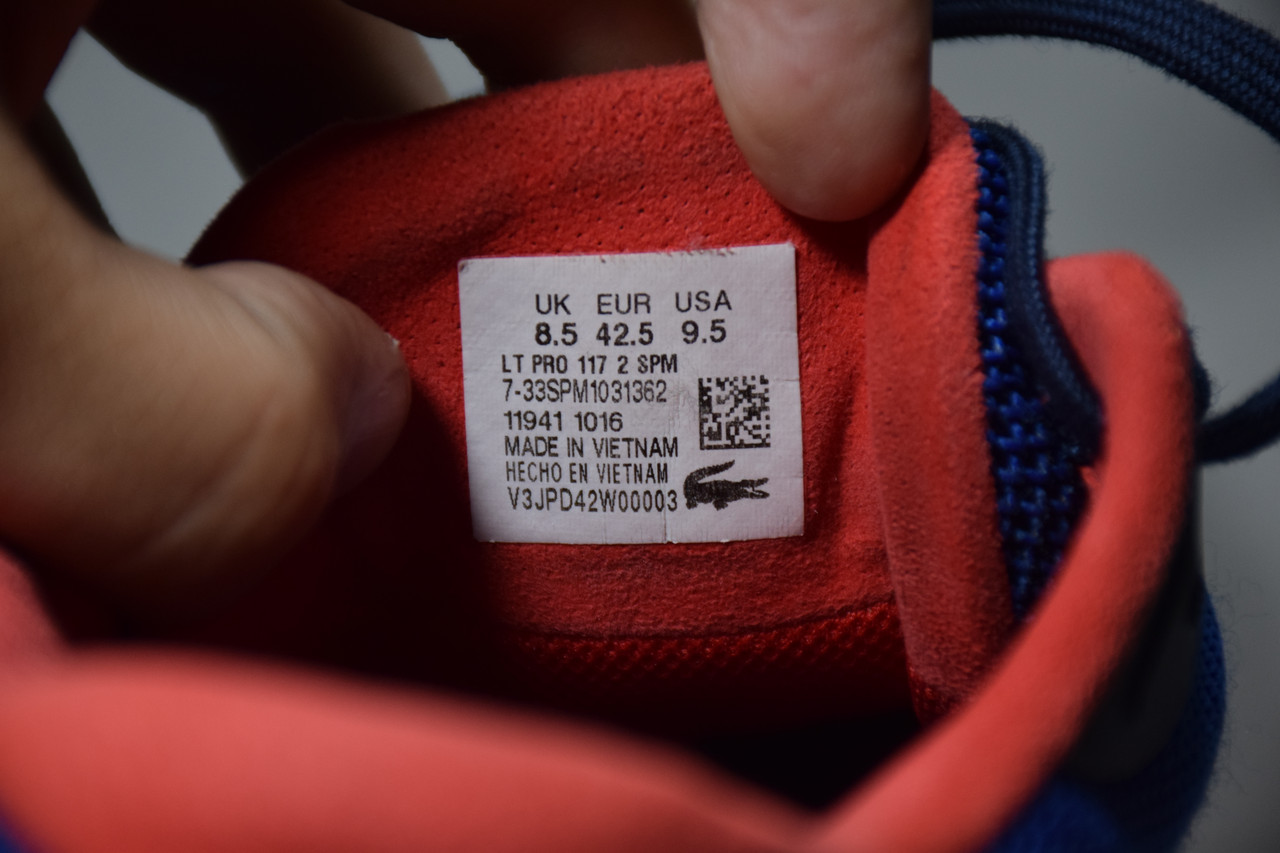 UK EUR USA
8.5 42.5 9.5
LT PRO 117 2 SPM
7-33SPM1031362
11941 1016
MADE IN VIETNAM
HECHO EN VIETNAM
V3JPD42W00003